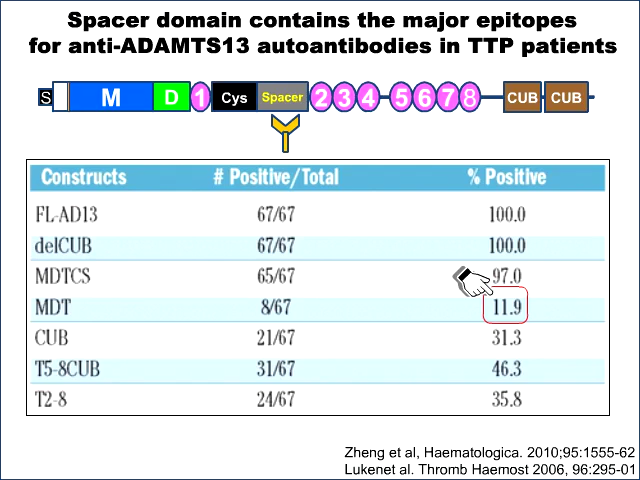 Spacer domain contains the major epitopes
for anti-ADAMTS13 autoantibodies in TTP patients
S M D 1 Cys Spacer 2 3 4 5 6 7 8 CUB CUB
Constructs # Positive/Total % Positive
FL-AD13 67/67 100.0
delCUB 67/67 100.0
MDTCS 65/67 97.0
MDT 8/67 11.9
CUB 21/67 31.3
T5-8CUB 31/67 46.3
T2-8 24/67 35.8
Zheng et al, Haematologica. 2010;95:1555-62
Lukenet al. Thromb Haemost 2006, 96:295-01